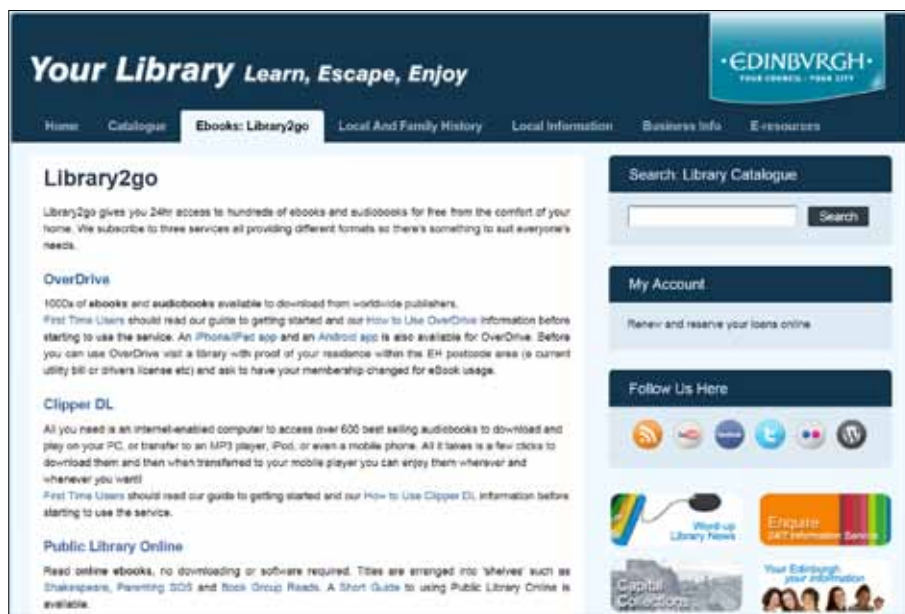 Your Library Learn, Escape, Enjoy
·EDINBVRGH·
YOUR COUNCIL · YOUR CITY
Home Catalogue Ebooks: Library2go Local And Family History Local Information Business Info E-resources
Library2go
Library2go gives you 24hr access to hundreds of ebooks and audiobooks for free from the comfort of your
home. We subscribe to three services all providing different formats so there's something to suit everyone's
needs.
OverDrive
1000s of ebooks and audiobooks available to download from worldwide publishers.
First Time Users should read our guide to getting started and our How to Use OverDrive information before
starting to use the service. An iPhone/iPad app and an Android app is also available for OverDrive. Before
you can use OverDrive visit a library with proof of your residence within the EH postcode area (e current
utility bill or drivers license etc) and ask to have your membership changed for eBook usage.
Clipper DL
All you need is an internet-enabled computer to access over 600 best selling audiobooks to download and
play on your PC, or transfer to an MP3 player, iPod, or even a mobile phone. All it takes is a few clicks to
download them and then when transferred to your mobile player you can enjoy them wherever and
whenever you want!
First Time Users should read our guide to getting started and our How to Use Clipper DL information before
starting to use the service.
Public Library Online
Read online ebooks, no downloading or software required. Titles are arranged into 'shelves' such as
Shakespeare, Parenting SOS and Book Group Reads. A Short Guide to using Public Library Online is
available.
Search: Library Catalogue
Search
My Account
Renew and reserve your loans online
Follow Us Here
You
facebook
Word-up
Library News
Enquire
24/7 Information Service
Capital
Collections
Your Edinburgh
your information